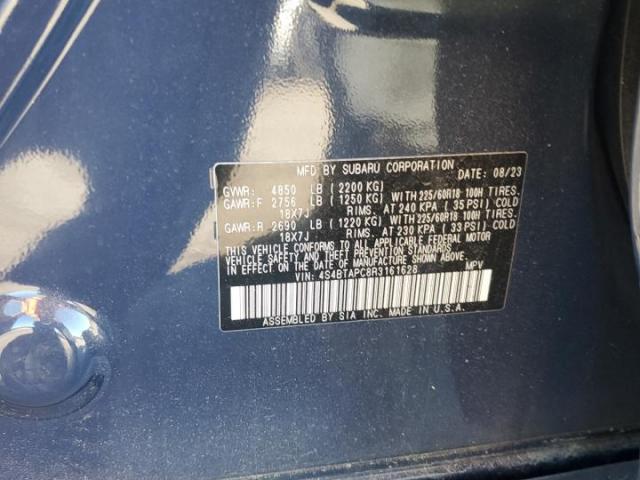 MFD BY SUBARU CORPORATION DATE: 08/23
GVWR: 4850 LB (2200 KG)
GAWR:F 2756 LB (1250 KG) WITH 225/60R18 100H TIRES.
18X7J RIMS. AT 240 KPA (35 PSI) COLD
GAWR:R 2690 LB (1220 KG) WITH 225/60R18 100H TIRES.
18X7J RIMS. AT 230 KPA (33 PSI) COLD
THIS VEHICLE CONFORMS TO ALL APPLICABLE FEDERAL MOTOR
VEHICLE SAFETY, BUMPER, AND THEFT PREVENTION STANDARDS
IN EFFECT ON THE DATE OF MANUFACTURE SHOWN ABOVE.
VIN: 4S4BTAPC8R3161628 MPV
ASSEMBLED BY SIA INC. MADE IN U.S.A.